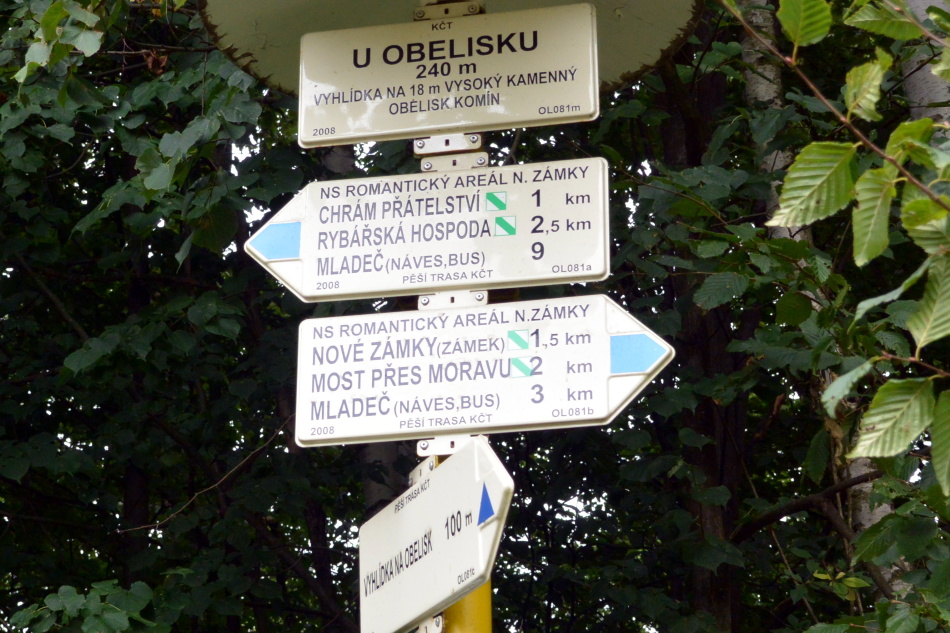 KČT
U OBELISKU
240 m
VYHLÍDKA NA 18 m VYSOKÝ KAMENNÝ
OBELISK KOMÍN
2008 OL081m
NS ROMANTICKÝ AREÁL N. ZÁMKY
CHRÁM PŘÁTELSTVÍ 1 km
RYBÁŘSKÁ HOSPODA 2,5 km
MLADEČ (NÁVES,BUS) 9
2008 PĚŠÍ TRASA KČT OL081a
NS ROMANTICKÝ AREÁL N.ZÁMKY
NOVÉ ZÁMKY (ZÁMEK) 1,5 km
MOST PŘES MORAVU 2 km
MLADEČ (NÁVES,BUS) 3 km
2008 PĚŠÍ TRASA KČT OL081b
PĚŠÍ TRASA KČT
VYHLÍDKA NA OBELISK 100 m
OL081c